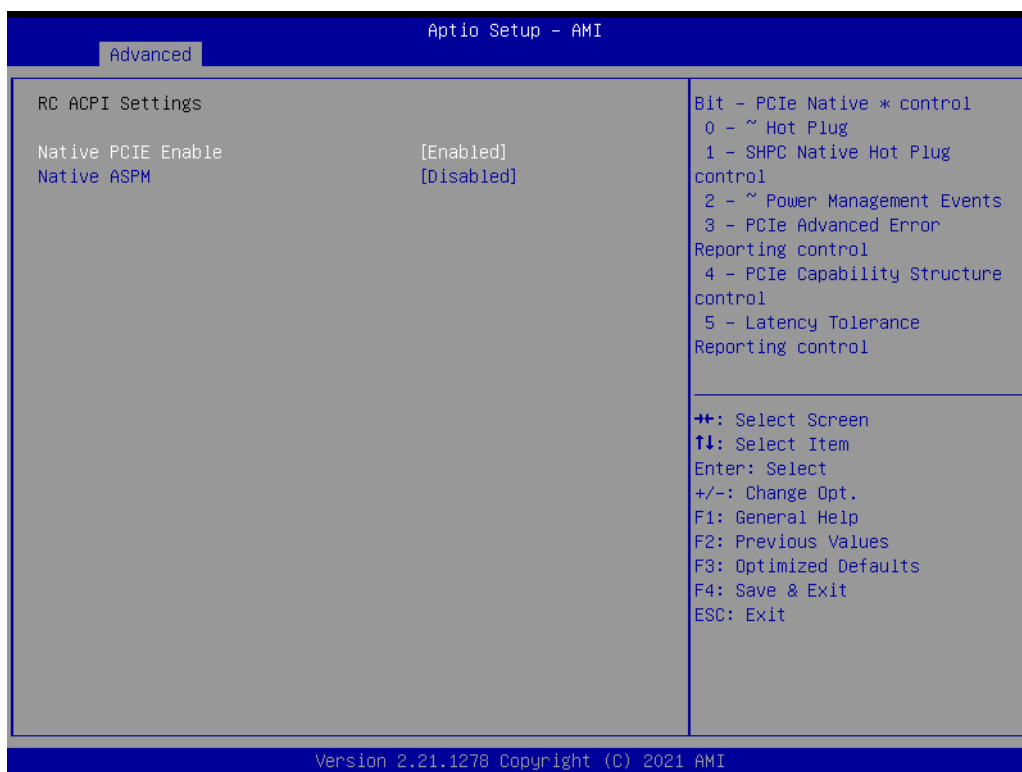 Aptio Setup - AMI
Advanced
RC ACPI Settings
Native PCIE Enable [Enabled]
Native ASPM [Disabled]
Bit - PCIe Native * control
0 - ~ Hot Plug
1 - SHPC Native Hot Plug
control
2 - ~ Power Management Events
3 - PCIe Advanced Error
Reporting control
4 - PCIe Capability Structure
control
5 - Latency Tolerance
Reporting control
→←: Select Screen
↑↓: Select Item
Enter: Select
+/-: Change Opt.
F1: General Help
F2: Previous Values
F3: Optimized Defaults
F4: Save & Exit
ESC: Exit
Version 2.21.1278 Copyright (C) 2021 AMI